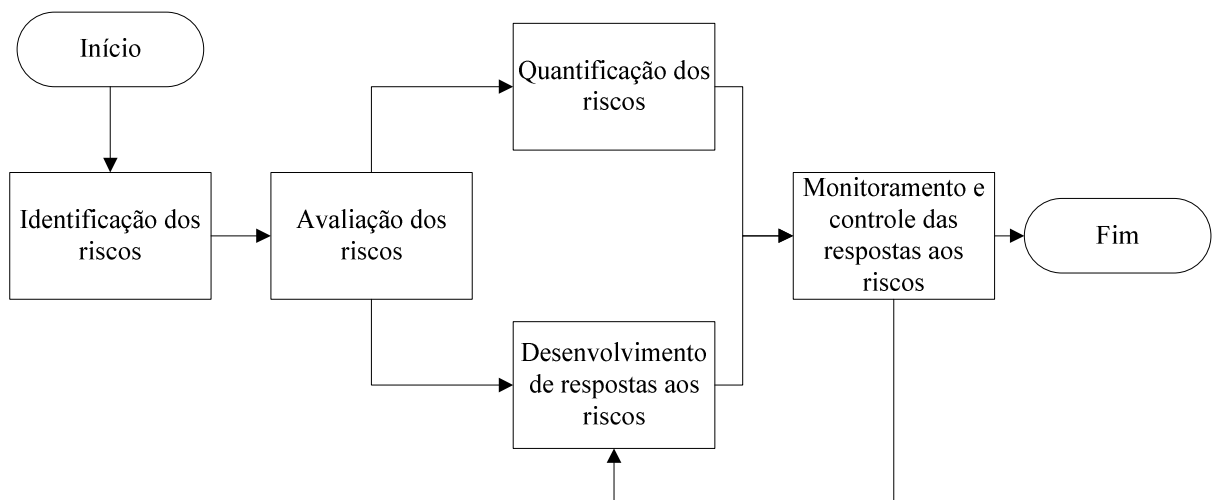 Início
Identificação dos
riscos
Avaliação dos
riscos
Quantificação dos
riscos
Desenvolvimento
de respostas aos
riscos
Monitoramento e
controle das
respostas aos
riscos
Fim